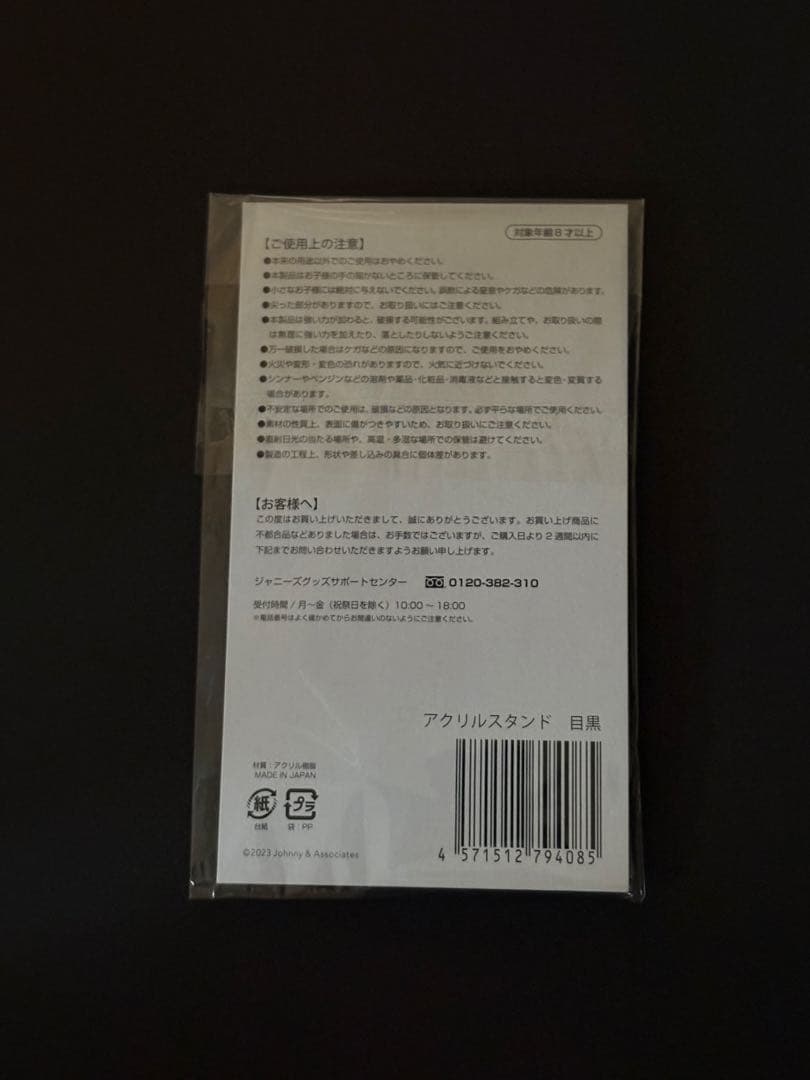 対象年齢8才以上
【ご使用上の注意】
●本来の用途以外でのご使用はおやめください。
●本製品はお子様の手の届かないところに保管してください。
●小さなお子様には絶対に与えないでください。誤飲による窒息やケガなどの危険があります。
●尖った部分がありますので、お取り扱いにはご注意ください。
●本製品は強い力が加わると、破損する可能性がございます。組み立てや、お取り扱いの際
は無理に強い力を加えたり、落としたりしないようご注意ください。
●万一破損した場合はケガなどの原因になりますので、ご使用をおやめください。
●火災や変形・変色の恐れがありますので、火気に近づけないでください。
●シンナーやベンジンなどの溶剤や薬品・化粧品・消毒液などと接触すると変色・変質する
場合があります。
●不安定な場所でのご使用は、破損などの原因となります。必ず平らな場所でご使用ください。
●素材の性質上、表面に傷がつきやすいため、お取り扱いにご注意ください。
●直射日光の当たる場所や、高温・多湿な場所での保管は避けてください。
●製造の工程上、形状や差し込みの具合に個体差があります。
【お客様へ】
この度はお買い上げいただきまして、誠にありがとうございます。お買い上げ商品に
不都合品などありました場合は、お手数ではございますが、ご購入日より2週間以内に
下記までお問い合わせいただきますようお願い申し上げます。
ジャニーズグッズサポートセンター 0120-382-310
受付時間/月〜金（祝祭日を除く）10:00〜18:00
※電話番号はよく確かめてからお間違いのないようにご注意ください。
アクリルスタンド 目黒
材質：アクリル樹脂
MADE IN JAPAN
紙 プラ
台紙 袋：PP
©2023 Johnny & Associates
4 571512 794085